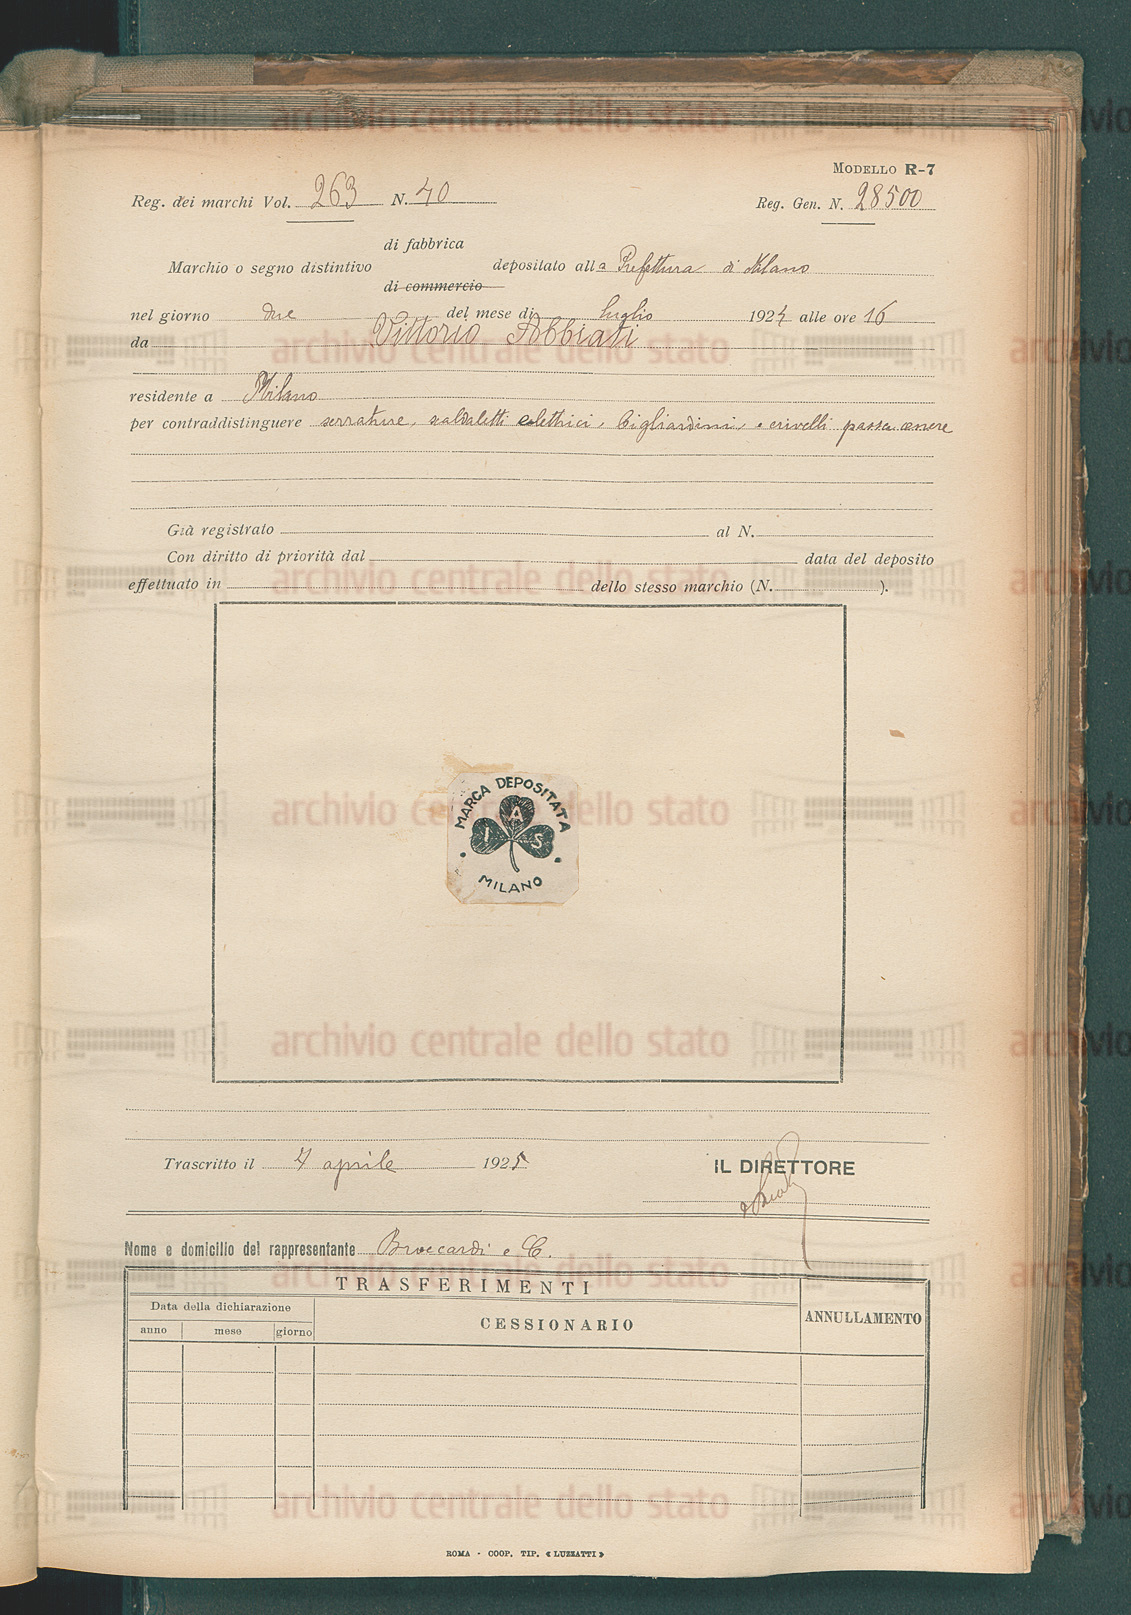 MODELLO R-7
Reg. dei marchi Vol. 263 N. 40 Reg. Gen. N. 28500
di fabbrica
Marchio o segno distintivo depositato alla Prefettura di Milano
di commercio
nel giorno due del mese di luglio 1924 alle ore 16
da Vittorio Abbiati
residente a Milano
per contraddistinguere serrature, scaldaletti elettrici, bigliardini, e crivelli passa cenere
Già registrato al N.
Con diritto di priorità dal data del deposito
effettuato in dello stesso marchio (N. ).
MARCA DEPOSITATA
A
I S
MILANO
Trascritto il 4 aprile 1925 IL DIRETTORE
Nome e domicilio del rappresentante Broccardi e C.
TRASFERIMENTI
Data della dichiarazione
CESSIONARIO
ANNULLAMENTO
anno mese giorno
ROMA - COOP. TIP. « LUZZATTI »
archivio centrale dello stato